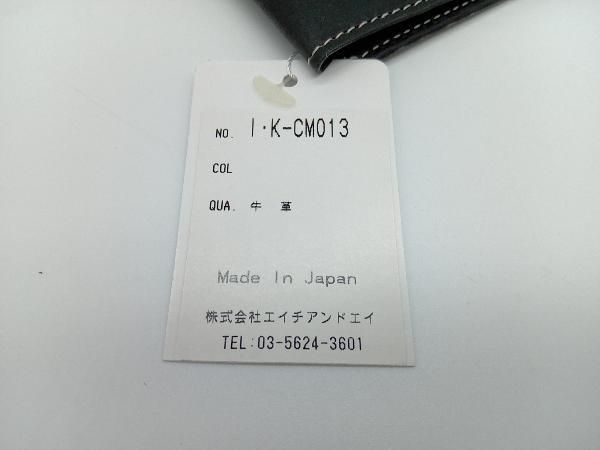 NO. I・K-CM013
COL
QUA. 牛 革
Made In Japan
株式会社エイチアンドエイ
TEL:03-5624-3601